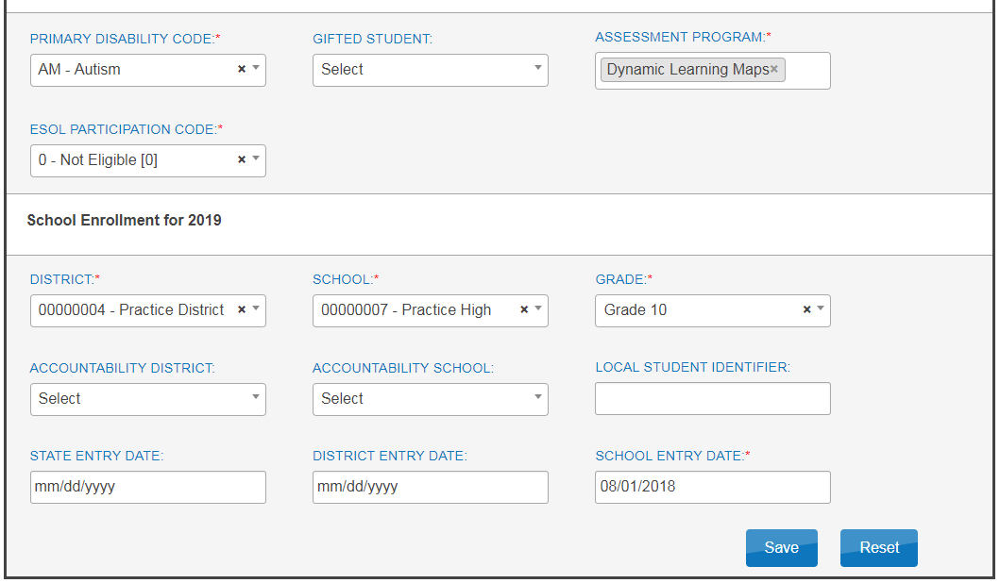 PRIMARY DISABILITY CODE:* GIFTED STUDENT: ASSESSMENT PROGRAM:*
AM - Autism × Select Dynamic Learning Maps×
ESOL PARTICIPATION CODE:*
0 - Not Eligible [0] ×
School Enrollment for 2019
DISTRICT:* SCHOOL:* GRADE:*
00000004 - Practice District × 00000007 - Practice High × Grade 10 ×
ACCOUNTABILITY DISTRICT: ACCOUNTABILITY SCHOOL: LOCAL STUDENT IDENTIFIER:
Select Select
STATE ENTRY DATE: DISTRICT ENTRY DATE: SCHOOL ENTRY DATE:*
mm/dd/yyyy mm/dd/yyyy 08/01/2018
Save Reset